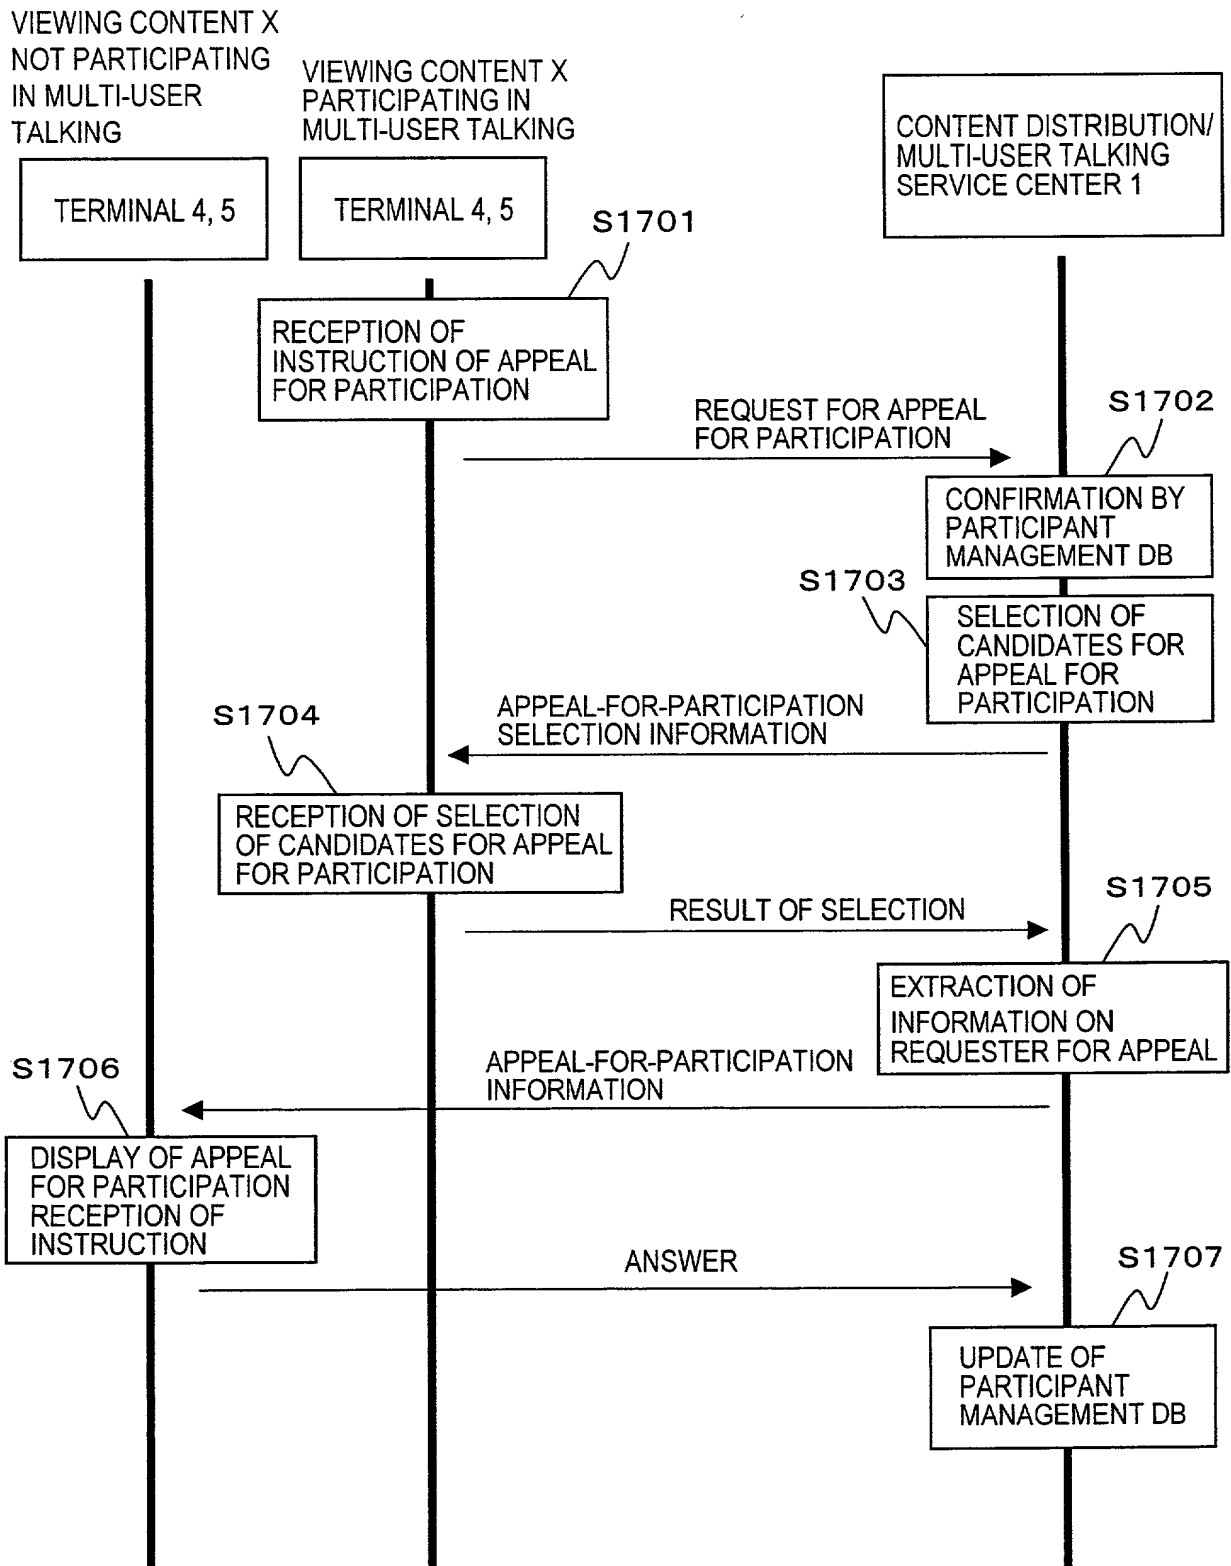 VIEWING CONTENT X
NOT PARTICIPATING
IN MULTI-USER
TALKING
VIEWING CONTENT X
PARTICIPATING IN
MULTI-USER TALKING
CONTENT DISTRIBUTION/
MULTI-USER TALKING
SERVICE CENTER 1
TERMINAL 4, 5
TERMINAL 4, 5
S1701
RECEPTION OF
INSTRUCTION OF APPEAL
FOR PARTICIPATION
REQUEST FOR APPEAL
FOR PARTICIPATION
S1702
CONFIRMATION BY
PARTICIPANT
MANAGEMENT DB
S1703
SELECTION OF
CANDIDATES FOR
APPEAL FOR
PARTICIPATION
APPEAL-FOR-PARTICIPATION
SELECTION INFORMATION
S1704
RECEPTION OF SELECTION
OF CANDIDATES FOR APPEAL
FOR PARTICIPATION
RESULT OF SELECTION
S1705
EXTRACTION OF
INFORMATION ON
REQUESTER FOR APPEAL
APPEAL-FOR-PARTICIPATION
INFORMATION
S1706
DISPLAY OF APPEAL
FOR PARTICIPATION
RECEPTION OF
INSTRUCTION
ANSWER
S1707
UPDATE OF
PARTICIPANT
MANAGEMENT DB